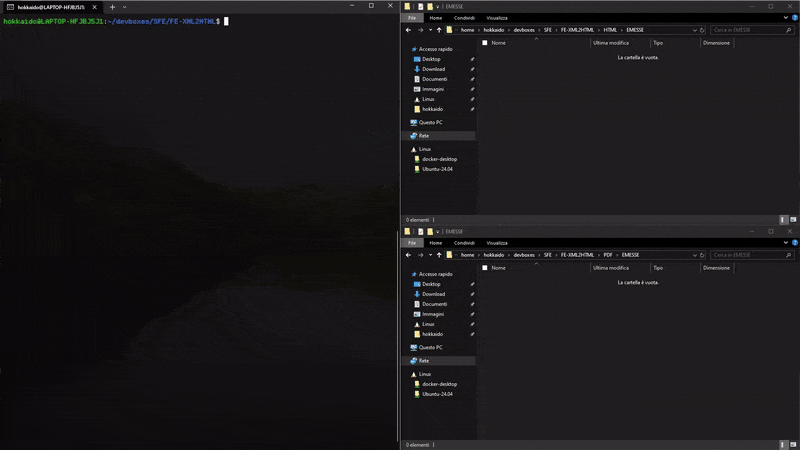 hokkaido@LAPTOP-HFJBJ5J1:~
hokkaido@LAPTOP-HFJBJ5J1:~/devboxes/SFE/FE-XML2HTML$
EMESSE
File Home Condividi Visualizza
home hokkaido devboxes SFE FE-XML2HTML HTML EMESSE Cerca in EMESSE
Nome Ultima modifica Tipo Dimensione
La cartella è vuota.
Accesso rapido
Desktop
Download
Documenti
Immagini
Linux
hokkaido
Questo PC
Rete
Linux
docker-desktop
Ubuntu-24.04
0 elementi
EMESSE
File Home Condividi Visualizza
home hokkaido devboxes SFE FE-XML2HTML PDF EMESSE Cerca in EMESSE
Nome Ultima modifica Tipo Dimensione
La cartella è vuota.
Accesso rapido
Desktop
Download
Documenti
Immagini
Linux
hokkaido
Questo PC
Rete
Linux
docker-desktop
Ubuntu-24.04
0 elementi